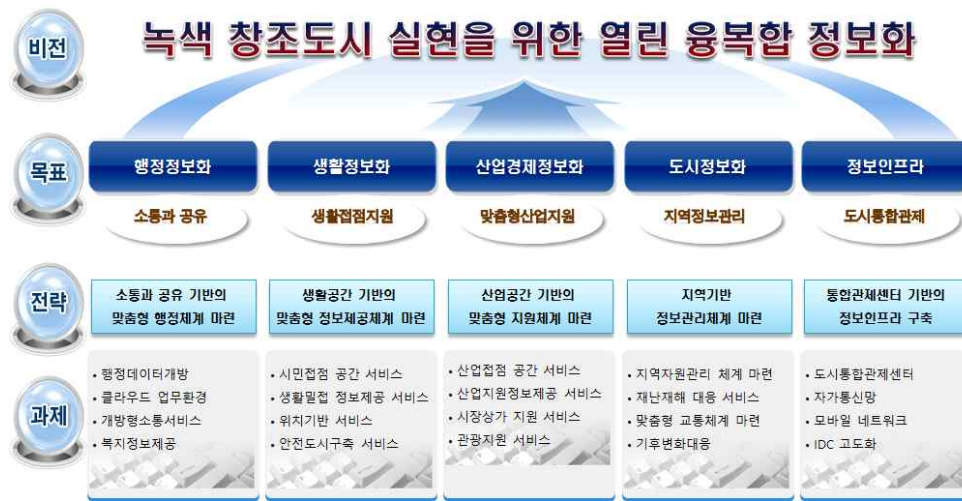 비전
녹색 창조도시 실현을 위한 열린 융복합 정보화
목표
행정정보화
생활정보화
산업경제정보화
도시정보화
정보인프라
소통과 공유
생활접점지원
맞춤형산업지원
지역정보관리
도시통합관제
전략
소통과 공유 기반의
맞춤형 행정체계 마련
생활공간 기반의
맞춤형 정보제공체계 마련
산업공간 기반의
맞춤형 지원체계 마련
지역기반
정보관리체계 마련
통합관제센터 기반의
정보인프라 구축
과제
• 행정데이터개방
• 클라우드 업무환경
• 개방형소통서비스
• 복지정보제공
• 시민접점 공간 서비스
• 생활밀접 정보제공 서비스
• 위치기반 서비스
• 안전도시구축 서비스
• 산업접점 공간 서비스
• 산업지원정보제공 서비스
• 시장상가 지원 서비스
• 관광지원 서비스
• 지역자원관리 체계 마련
• 재난재해 대응 서비스
• 맞춤형 교통체계 마련
• 기후변화대응
• 도시통합관제센터
• 자가통신망
• 모바일 네트워크
• IDC 고도화